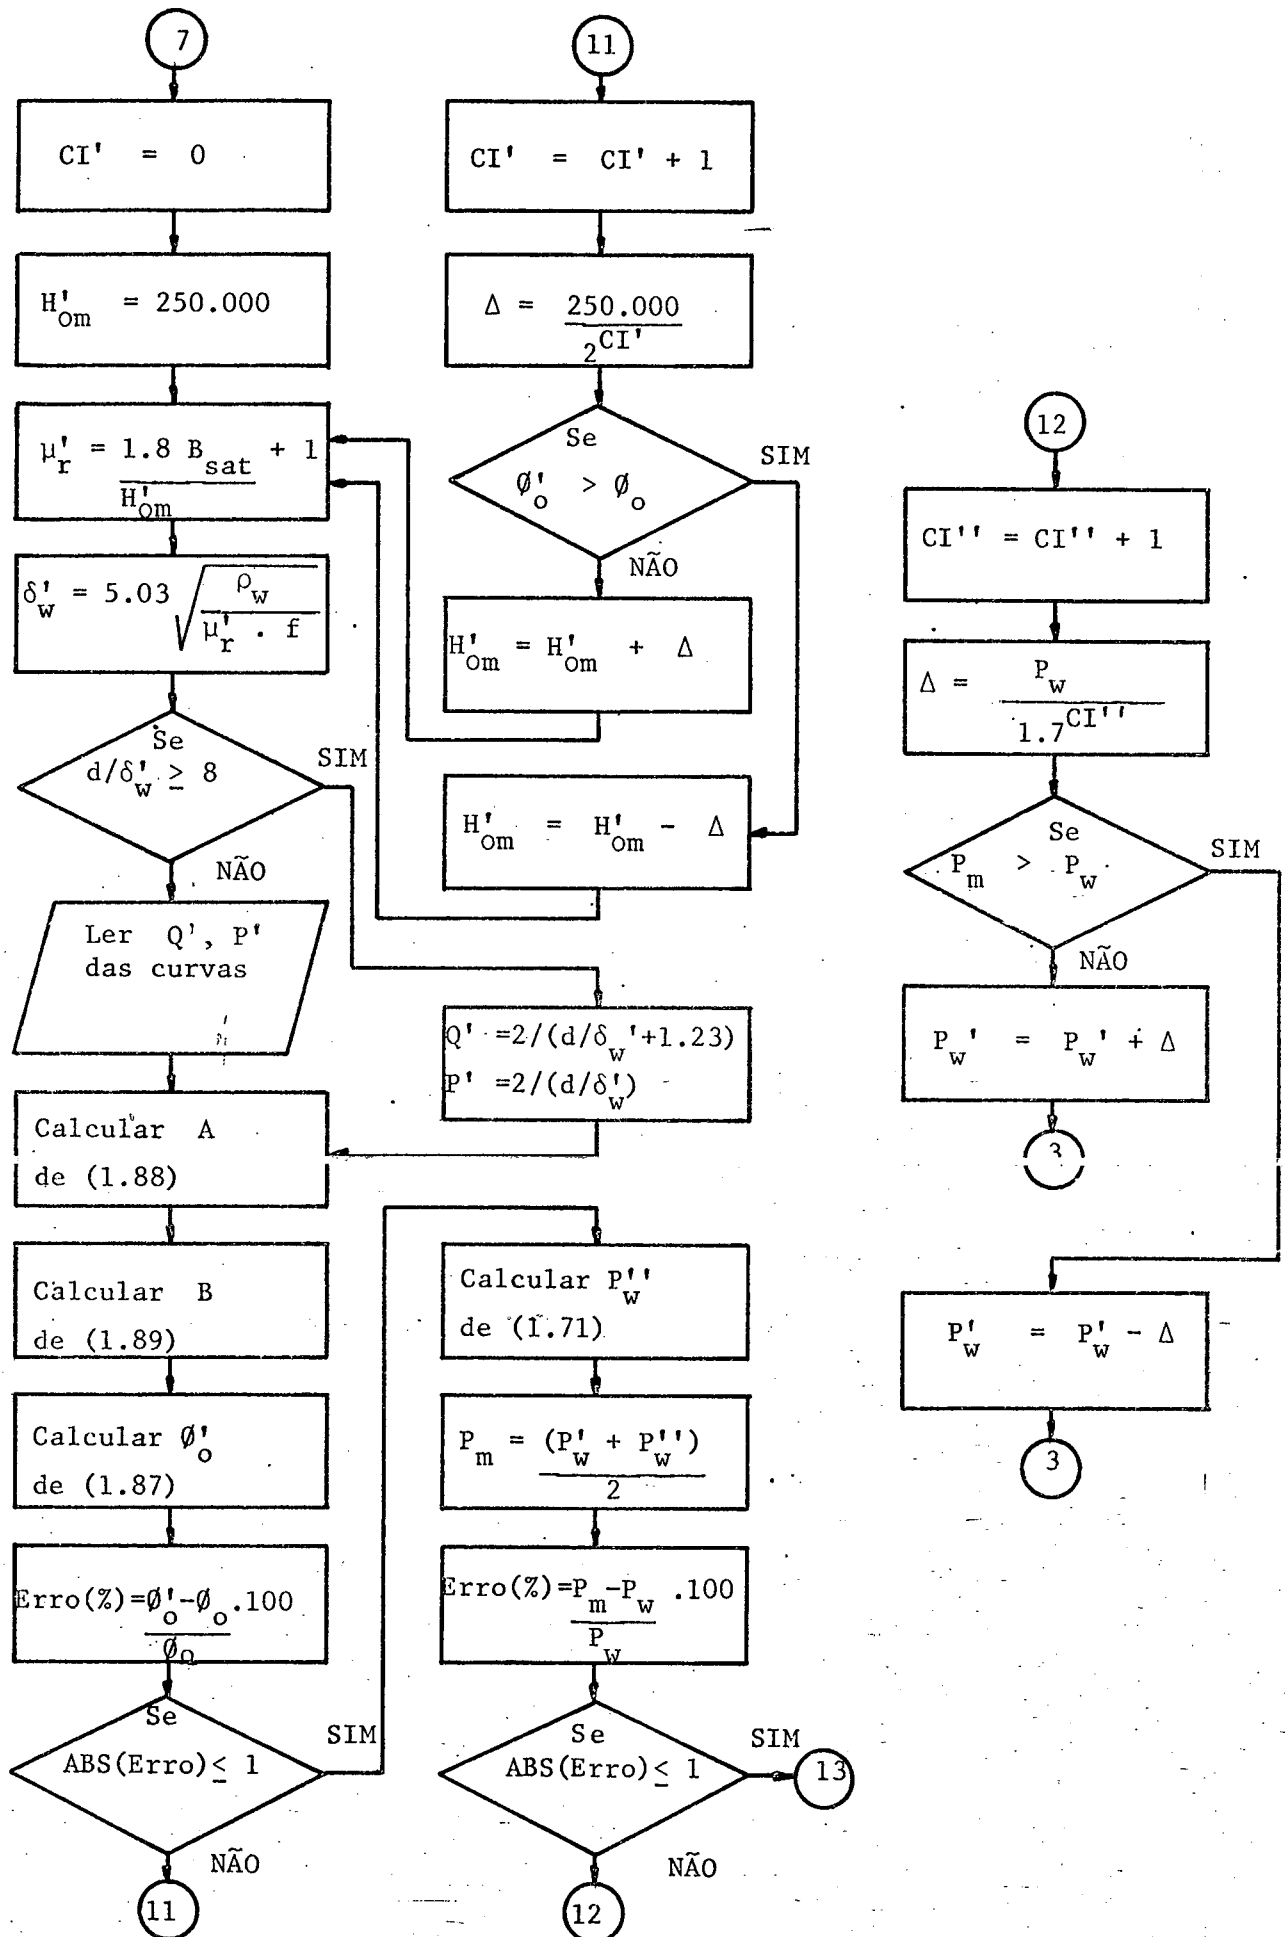 7
CI' = 0
H'om = 250.000
μ'r = 1.8 Bsat + 1
H'om
δ'w = 5.03 √ ρw
μ'r . f
Se
d/δ'w ≥ 8
SIM
NÃO
Ler Q', P'
das curvas
Calcular A
de (1.88)
Calcular B
de (1.89)
Calcular Ø'o
de (1.87)
Erro(%)=Ø'o-Øo.100
Øo
Se
ABS(Erro)≤ 1
SIM
NÃO
11
11
CI' = CI' + 1
Δ = 250.000
2^CI'
Se
Ø'o > Øo
SIM
NÃO
H'om = H'om + Δ
H'om = H'om - Δ
Q' =2/(d/δw'+1.23)
P' =2/(d/δ'w)
Calcular P''w
de (1.71)
Pm = (P'w + P''w)
2
Erro(%)=Pm-Pw .100
Pw
Se
ABS(Erro)≤ 1
SIM
13
NÃO
12
12
CI'' = CI'' + 1
Δ = Pw
1.7^CI''
Se
Pm > Pw
SIM
NÃO
Pw' = Pw' + Δ
3
P'w = P'w - Δ
3